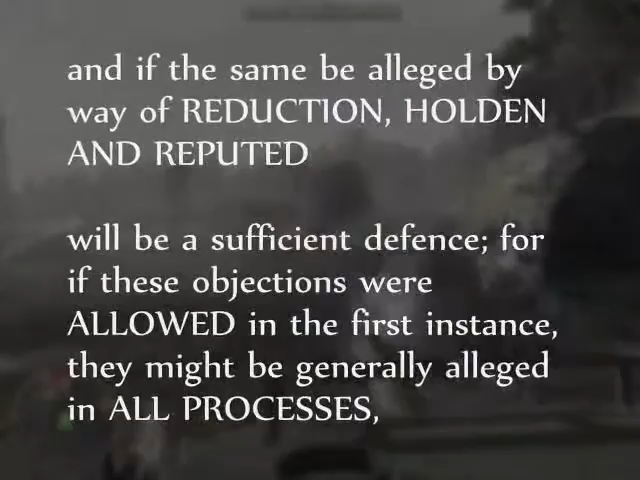 and if the same be alleged by
way of REDUCTION, HOLDEN
AND REPUTED
will be a sufficient defence; for
if these objections were
ALLOWED in the first instance,
they might be generally alleged
in ALL PROCESSES,